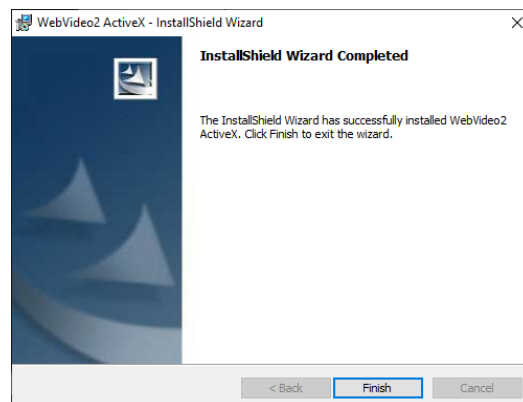 WebVideo2 ActiveX - InstallShield Wizard
InstallShield Wizard Completed
The InstallShield Wizard has successfully installed WebVideo2
ActiveX. Click Finish to exit the wizard.
< Back Finish Cancel